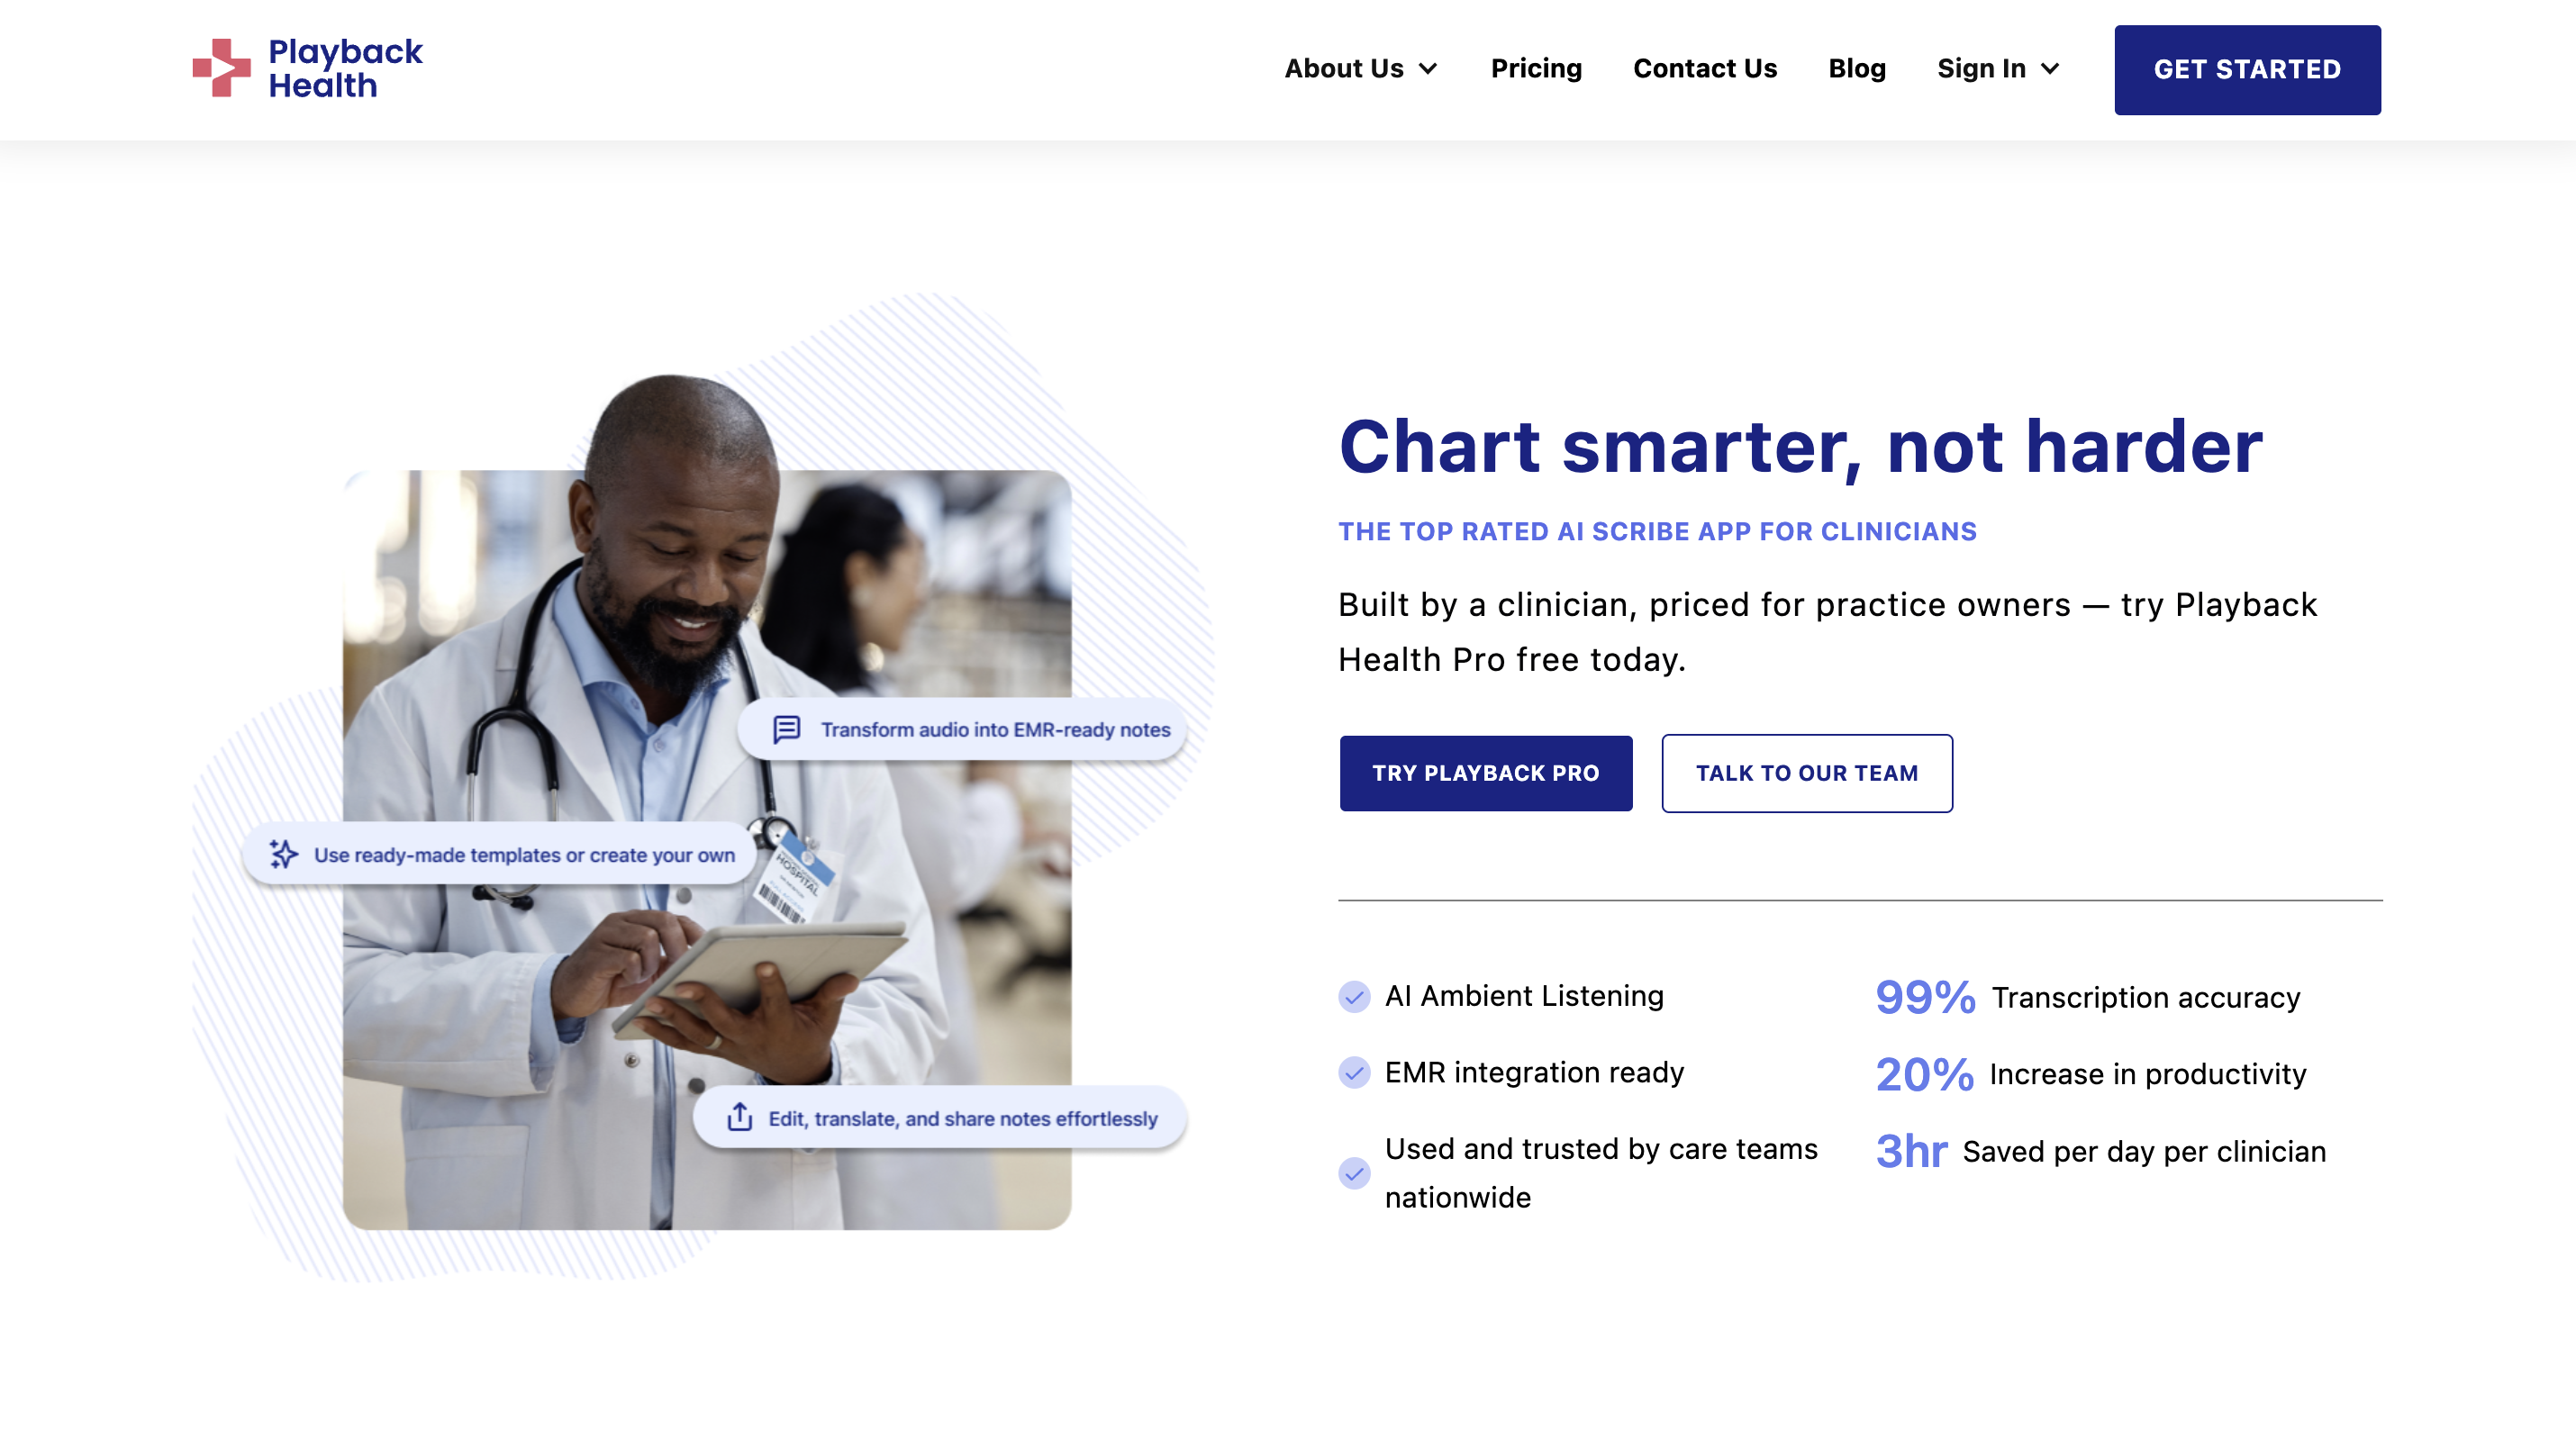 Playback
Health
About Us
Pricing
Contact Us
Blog
Sign In
GET STARTED
Transform audio into EMR-ready notes
Use ready-made templates or create your own
HOSPITAL
Edit, translate, and share notes effortlessly
Chart smarter, not harder
THE TOP RATED AI SCRIBE APP FOR CLINICIANS
Built by a clinician, priced for practice owners — try Playback
Health Pro free today.
TRY PLAYBACK PRO
TALK TO OUR TEAM
AI Ambient Listening
EMR integration ready
Used and trusted by care teams
nationwide
99% Transcription accuracy
20% Increase in productivity
3hr Saved per day per clinician